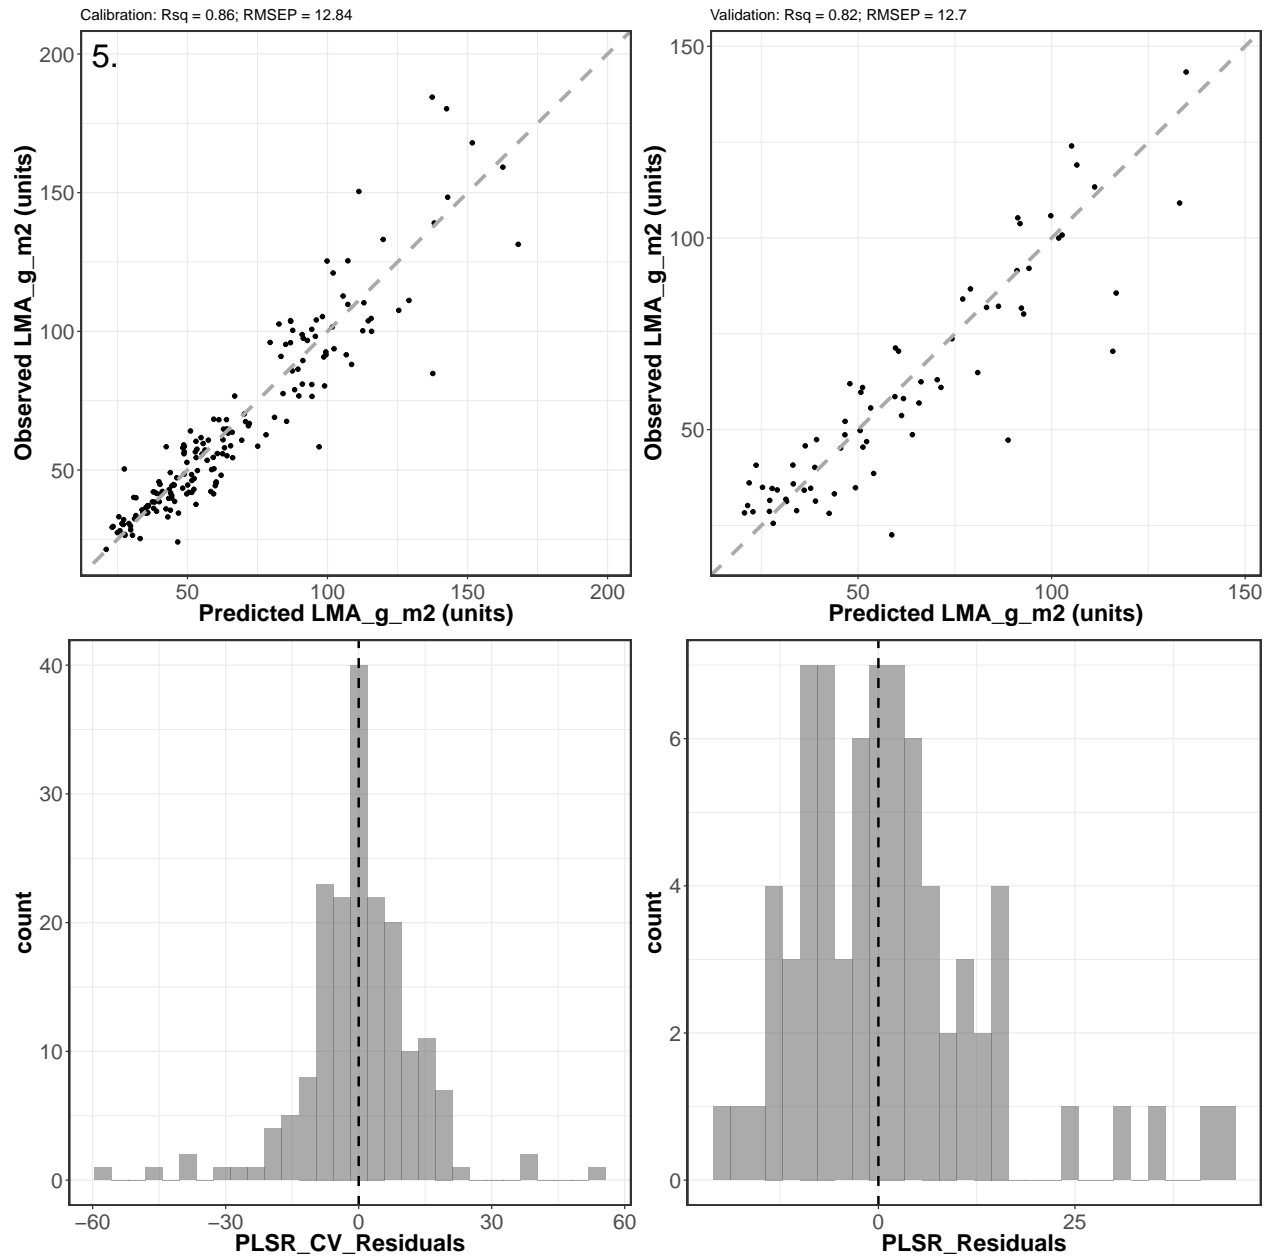 Calibration: Rsq = 0.86; RMSEP = 12.84
5.
200
150
100
50
Observed LMA_g_m2 (units)
50 100 150 200
Predicted LMA_g_m2 (units)
Validation: Rsq = 0.82; RMSEP = 12.7
150
100
50
Observed LMA_g_m2 (units)
50 100 150
Predicted LMA_g_m2 (units)
40
30
20
10
0
count
−60 −30 0 30 60
PLSR_CV_Residuals
6
4
2
0
count
0 25
PLSR_Residuals